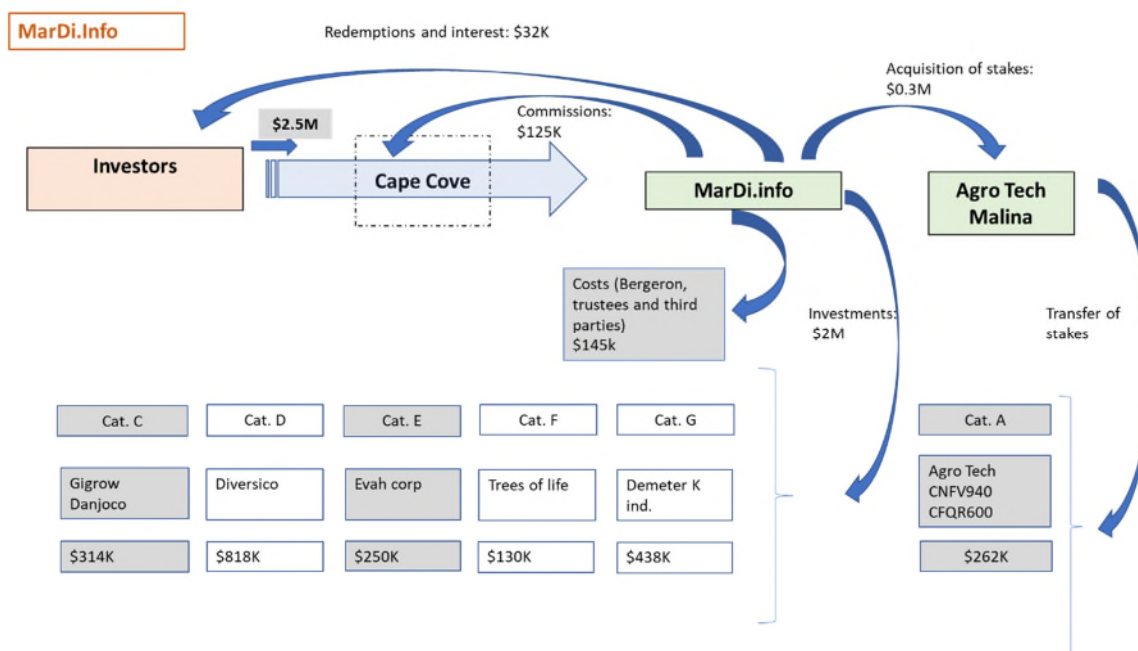 MarDi.Info
Redemptions and interest: $32K
Acquisition of stakes:
$0.3M
$2.5M
Commissions:
$125K
Investors
Cape Cove
MarDi.info
Agro Tech
Malina
Costs (Bergeron,
trustees and third
parties)
$145k
Investments:
$2M
Transfer of
stakes
Cat. C
Cat. D
Cat. E
Cat. F
Cat. G
Cat. A
Gigrow
Danjoco
Diversico
Evah corp
Trees of life
Demeter K
ind.
Agro Tech
CNFV940
CFQR600
$314K
$818K
$250K
$130K
$438K
$262K